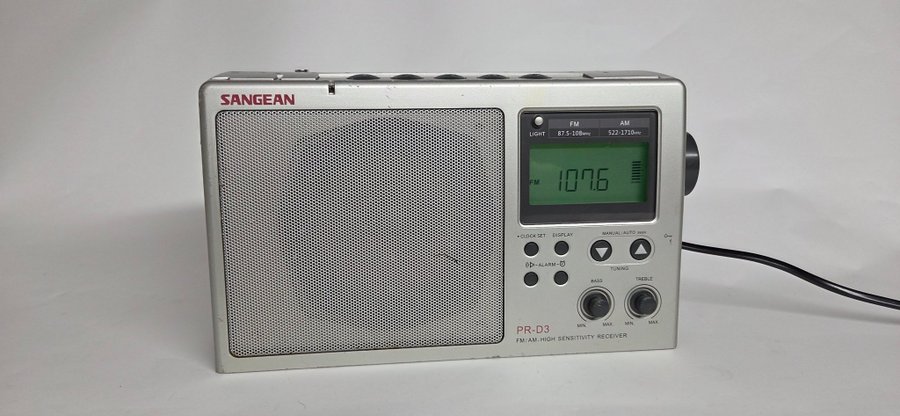 SANGEAN
FM AM
LIGHT 87.5-108MHz 522-1710kHz
FM 107.6
•CLOCK SET DISPLAY MANUAL/AUTO
ALARM
TUNING
BASS TREBLE
MIN. MAX. MIN. MAX.
PR-D3
FM/AM-HIGH SENSITIVITY RECEIVER